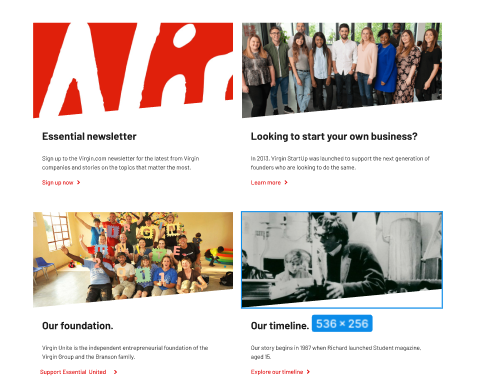 Essential newsletter
Sign up to the Virgin.com newsletter for the latest from Virgin
companies and stories on the topics that matter the most.
Sign up now
Looking to start your own business?
In 2013, Virgin StartUp was launched to support the next generation of
founders who are looking to do the same.
Learn more
Our foundation.
Virgin Unite is the independent entrepreneurial foundation of the
Virgin Group and the Branson family.
Support Essential United
Our timeline.
536 × 256
Our story begins in 1967 when Richard launched Student magazine,
aged 15.
Explore our timeline